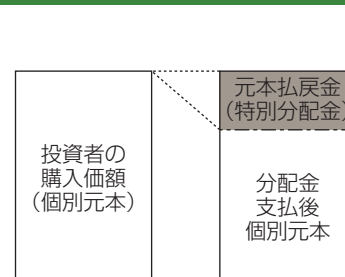 元本払戻金
（特別分配金）
投資者の
購入価額
（個別元本）
分配金
支払後
個別元本